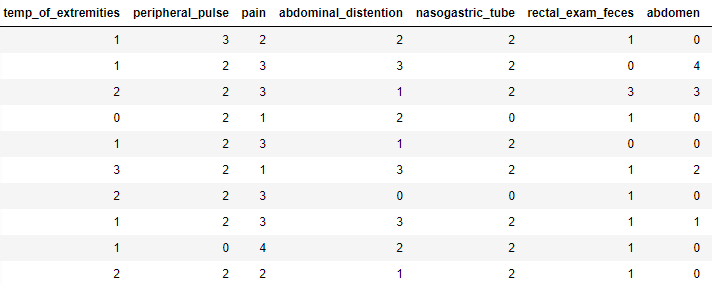 temp_of_extremities peripheral_pulse pain abdominal_distention nasogastric_tube rectal_exam_feces abdomen
1 3 2 2 2 1 0
1 2 3 3 2 0 4
2 2 3 1 2 3 3
0 2 1 2 0 1 0
1 2 3 1 2 0 0
3 2 1 3 2 1 2
2 2 3 0 0 1 0
1 2 3 3 2 1 1
1 0 4 2 2 1 0
2 2 2 1 2 1 0